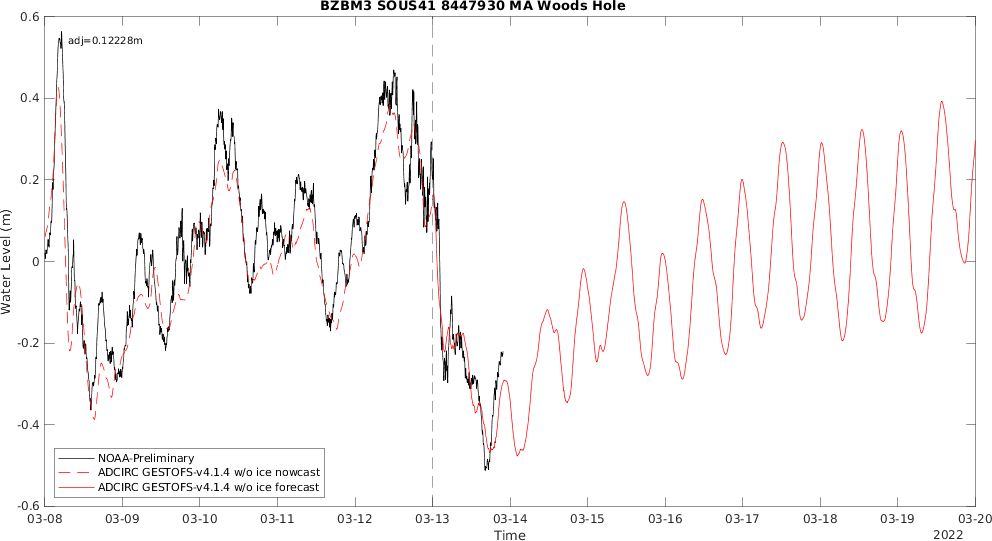 BZBM3 SOUS41 8447930 MA Woods Hole
adj=0.12228m
0.6
0.4
0.2
0
-0.2
-0.4
-0.6
Water Level (m)
NOAA-Preliminary
ADCIRC GESTOFS-v4.1.4 w/o ice nowcast
ADCIRC GESTOFS-v4.1.4 w/o ice forecast
03-08 03-09 03-10 03-11 03-12 03-13 03-14 03-15 03-16 03-17 03-18 03-19 03-20
Time
2022